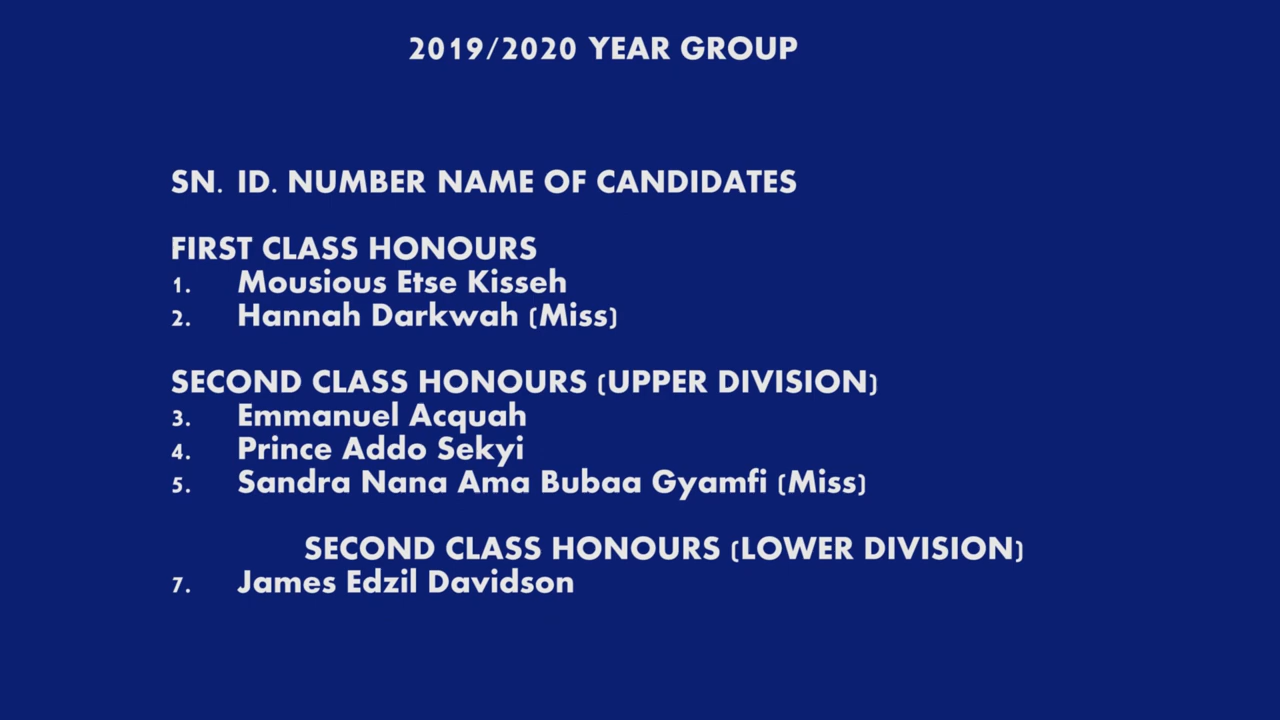 2019/2020 YEAR GROUP
SN. ID. NUMBER NAME OF CANDIDATES
FIRST CLASS HONOURS
1. Mousious Etse Kisseh
2. Hannah Darkwah (Miss)
SECOND CLASS HONOURS (UPPER DIVISION)
3. Emmanuel Acquah
4. Prince Addo Sekyi
5. Sandra Nana Ama Bubaa Gyamfi (Miss)
SECOND CLASS HONOURS (LOWER DIVISION)
7. James Edzil Davidson